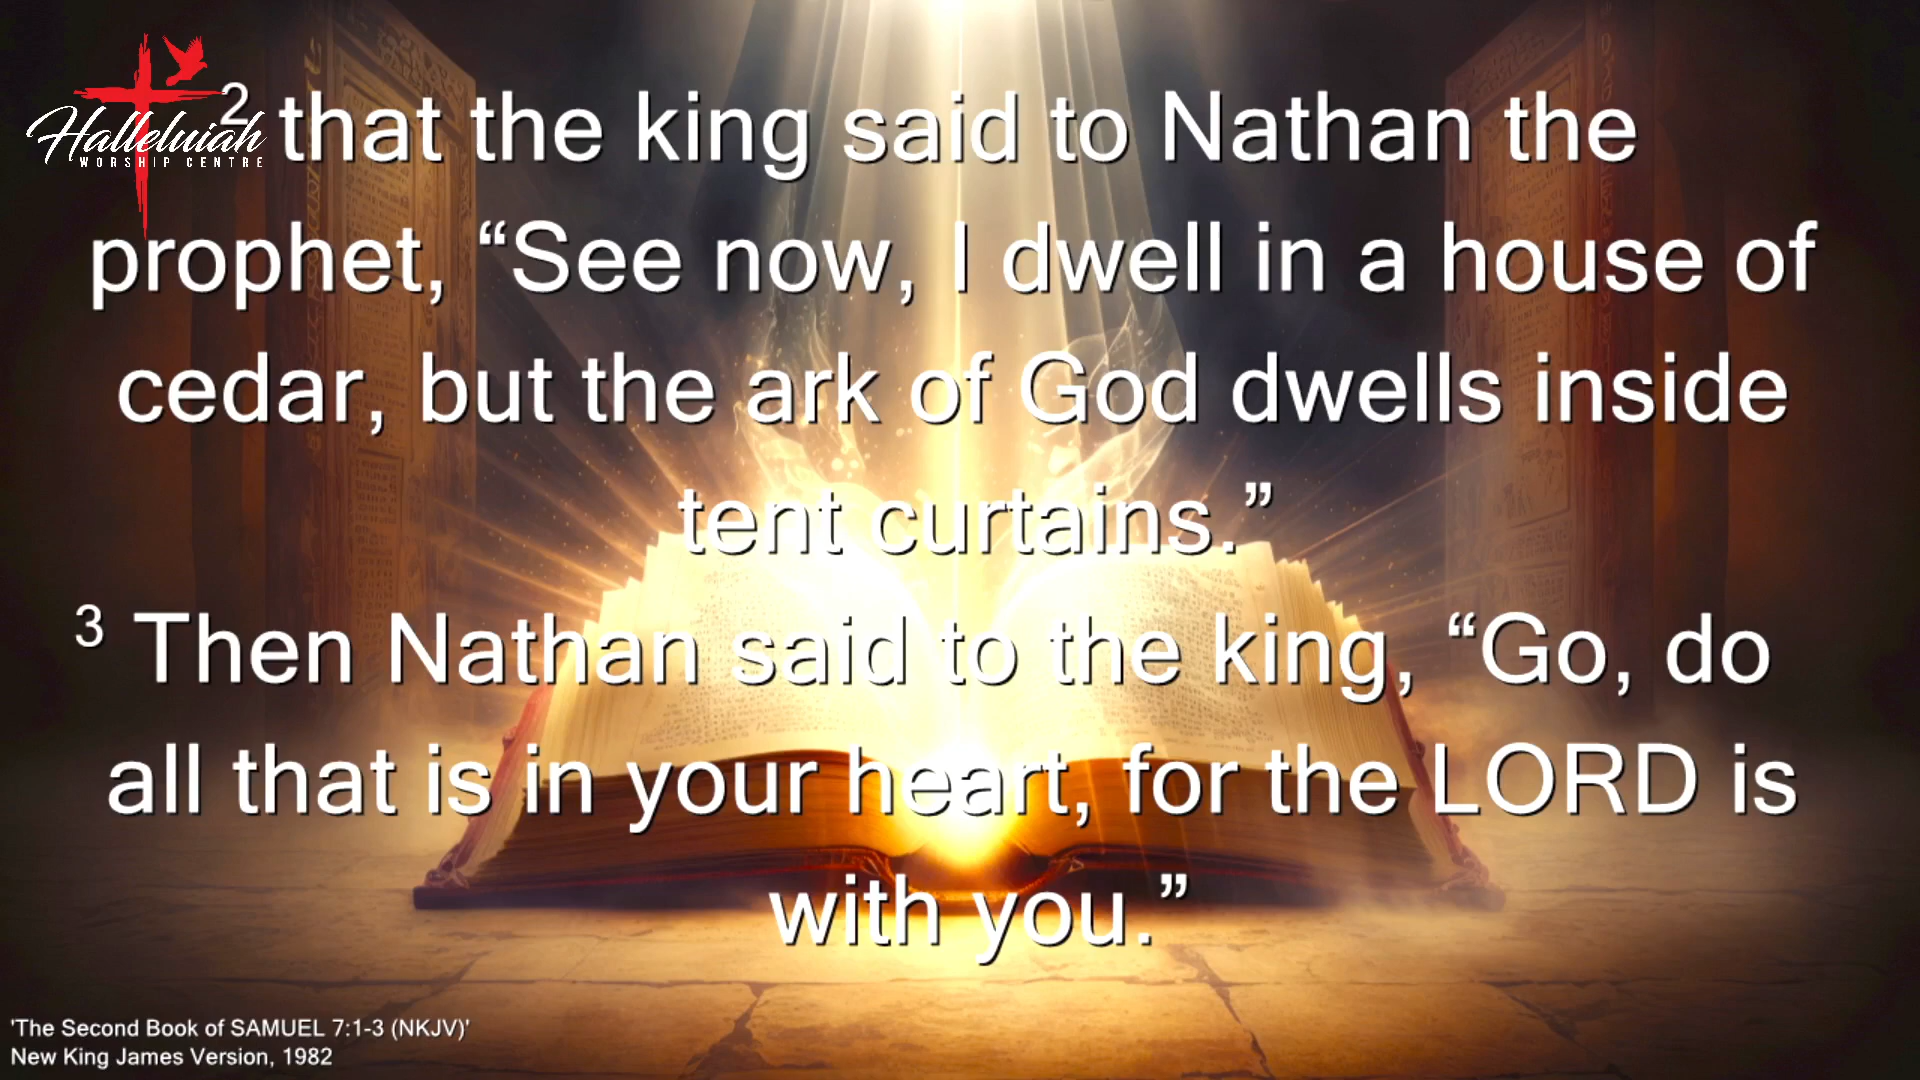 Halleluiah
WORSHIP CENTRE
2 that the king said to Nathan the
prophet, “See now, I dwell in a house of
cedar, but the ark of God dwells inside
tent curtains.”
3 Then Nathan said to the king, “Go, do
all that is in your heart, for the LORD is
with you.”
'The Second Book of SAMUEL 7:1-3 (NKJV)'
New King James Version, 1982